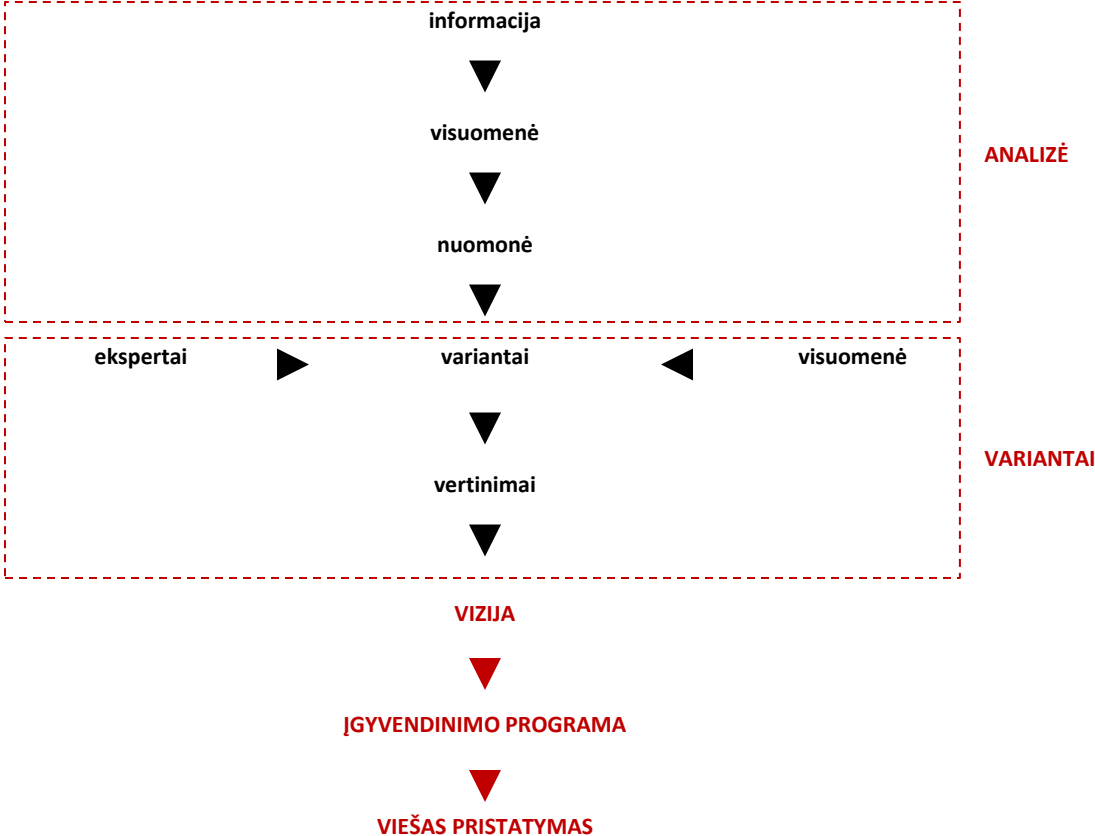 informacija
visuomenė
ANALIZĖ
nuomonė
ekspertai
variantai
visuomenė
VARIANTAI
vertinimai
VIZIJA
ĮGYVENDINIMO PROGRAMA
VIEŠAS PRISTATYMAS